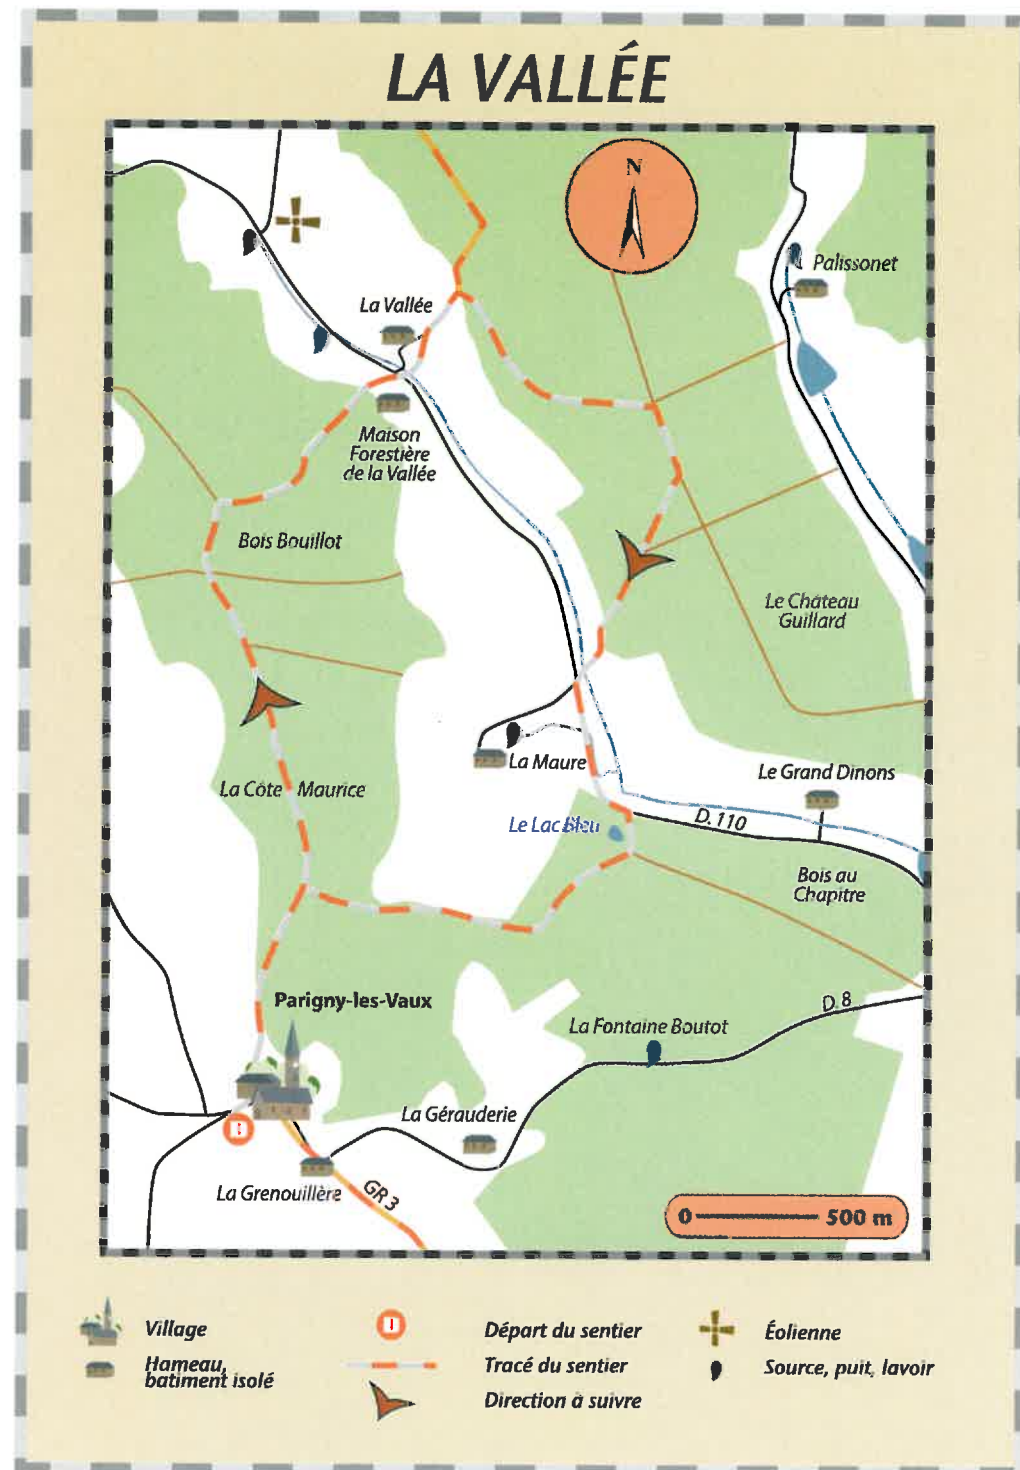 LA VALLÉE
N
Palissonet
La Vallée
Maison
Forestière
de la Vallée
Bois Bouillot
Le Château
Guillard
La Maure
Le Grand Dinons
La Côte Maurice
Le Lac Bleu
D.110
Bois au
Chapitre
Parigny-les-Vaux
D.8
La Fontaine Boutot
La Gérauderie
La Grenouillère
GR 3
0 500 m
Village
Départ du sentier
Éolienne
Hameau,
batiment isolé
Tracé du sentier
Source, puit, lavoir
Direction à suivre